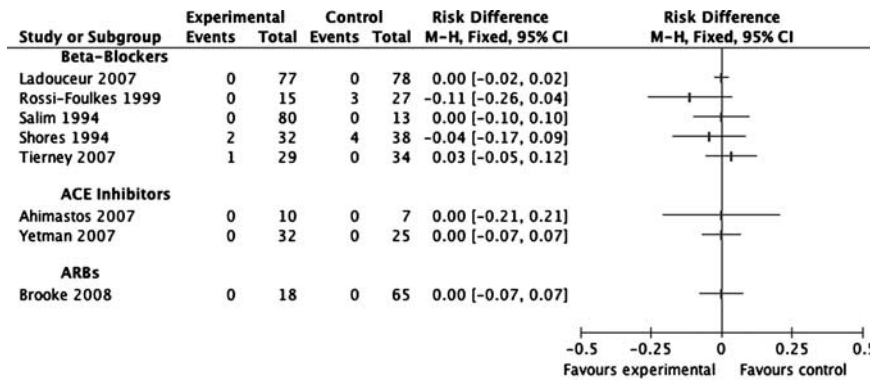 Experimental Control Risk Difference Risk Difference
Study or Subgroup Events Total Events Total M-H, Fixed, 95% CI M-H, Fixed, 95% CI
Beta-Blockers
Ladouceur 2007 0 77 0 78 0.00 [-0.02, 0.02]
Rossi-Foulkes 1999 0 15 3 27 -0.11 [-0.26, 0.04]
Salim 1994 0 80 0 13 0.00 [-0.10, 0.10]
Shores 1994 2 32 4 38 -0.04 [-0.17, 0.09]
Tierney 2007 1 29 0 34 0.03 [-0.05, 0.12]
ACE Inhibitors
Ahimastos 2007 0 10 0 7 0.00 [-0.21, 0.21]
Yetman 2007 0 32 0 25 0.00 [-0.07, 0.07]
ARBs
Brooke 2008 0 18 0 65 0.00 [-0.07, 0.07]
-0.5 -0.25 0 0.25 0.5
Favours experimental Favours control